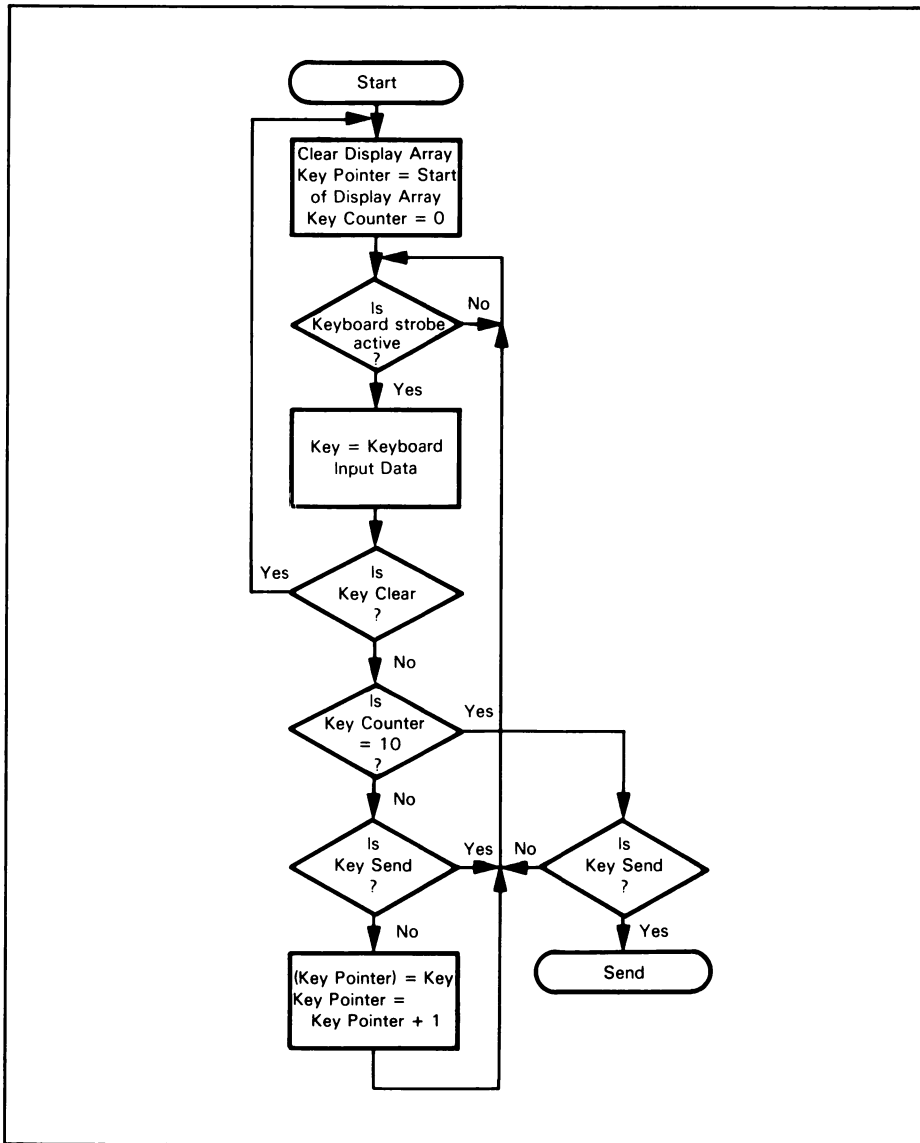 Start
Clear Display Array
Key Pointer = Start
of Display Array
Key Counter = 0
Is
Keyboard strobe
active
?
No
Yes
Key = Keyboard
Input Data
Is
Key Clear
?
Yes
No
Is
Key Counter
= 10
?
Yes
No
Is
Key Send
?
Yes
No
Is
Key Send
?
No
Yes
(Key Pointer) = Key
Key Pointer =
Key Pointer + 1
Send